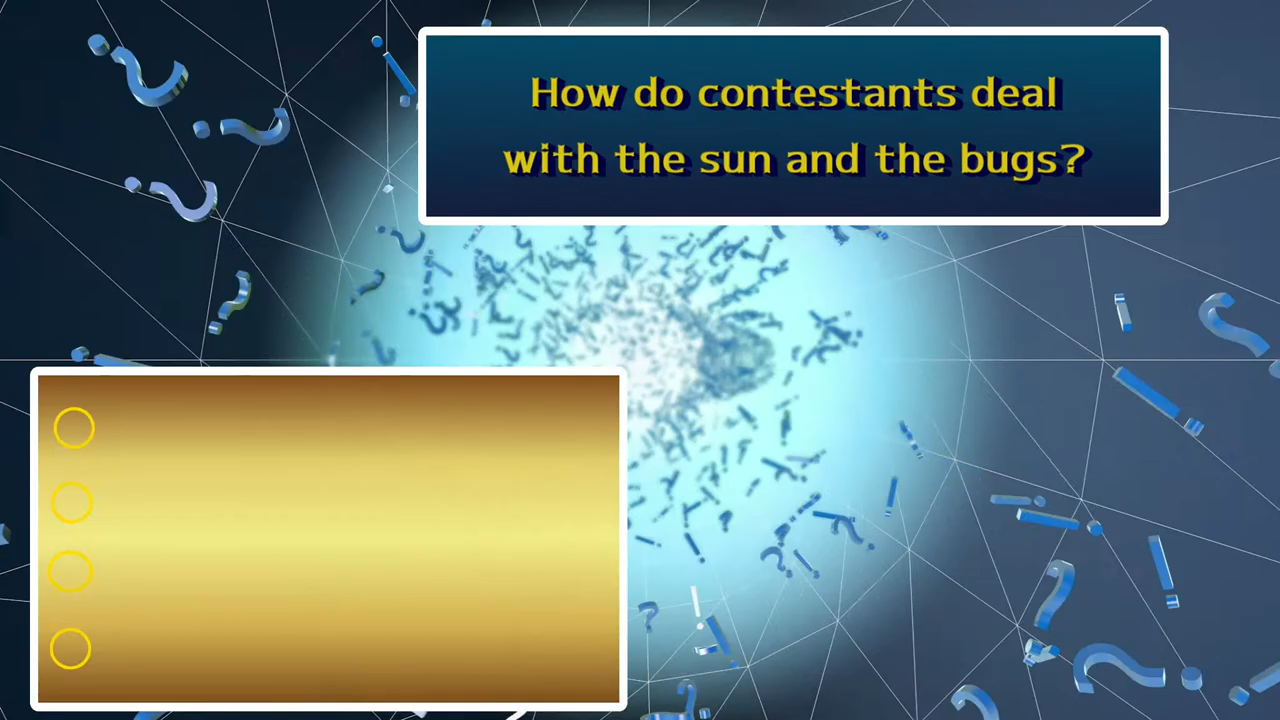 How do contestants deal
with the sun and the bugs?